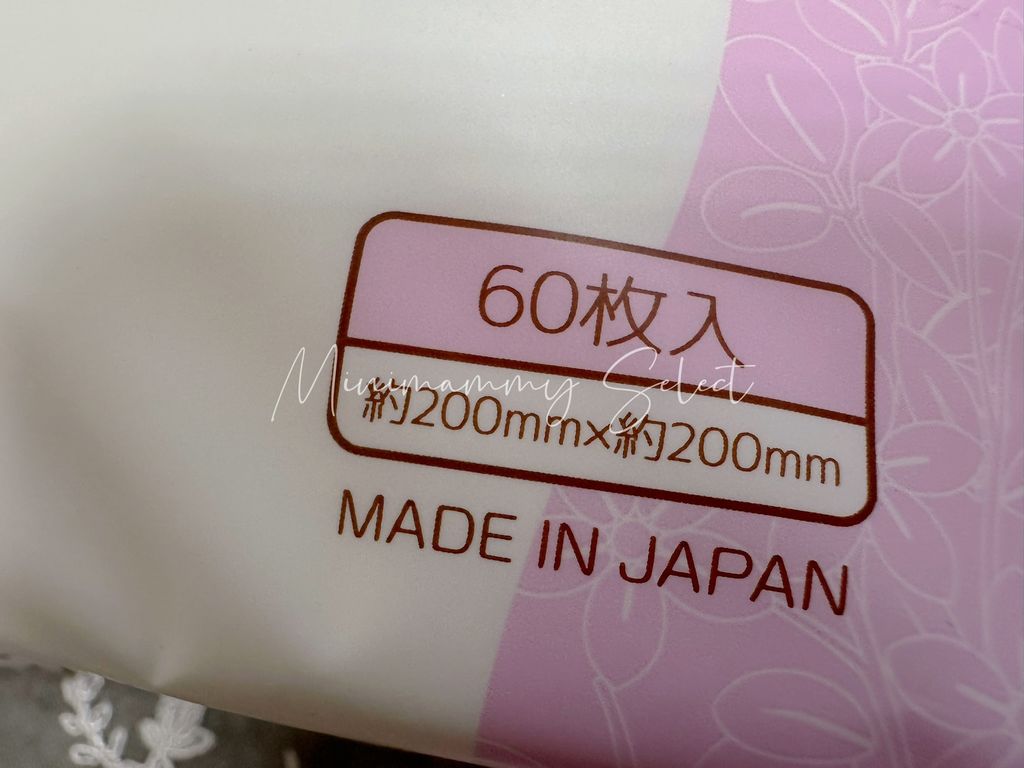 60枚入
Minimammy Select
約200mm×約200mm
MADE IN JAPAN